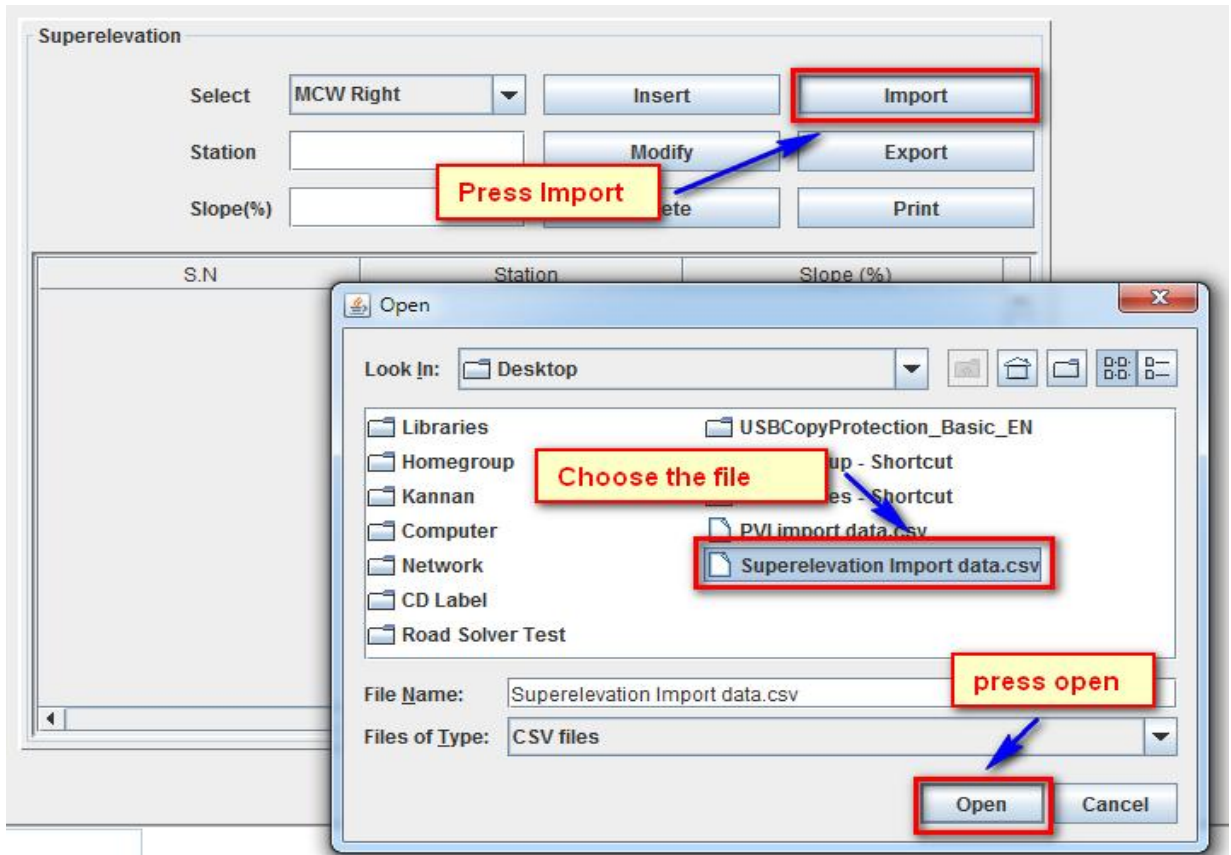 Superelevation
Select MCW Right Insert Import
Station Modify Export
Press Import
Slope(%) Print
S.N Station Slope (%)
Open
Look In: Desktop
Libraries USBCopyProtection_Basic_EN
Homegroup - Shortcut
Choose the file
Kannan - Shortcut
Computer PVI import data.csv
Network Superelevation Import data.csv
CD Label
Road Solver Test
press open
File Name: Superelevation Import data.csv
Files of Type: CSV files
Open Cancel